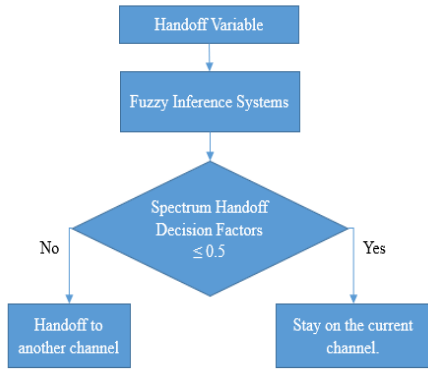 Handoff Variable
Fuzzy Inference Systems
Spectrum Handoff
Decision Factors
≤ 0.5
No
Yes
Handoff to
another channel
Stay on the current
channel.